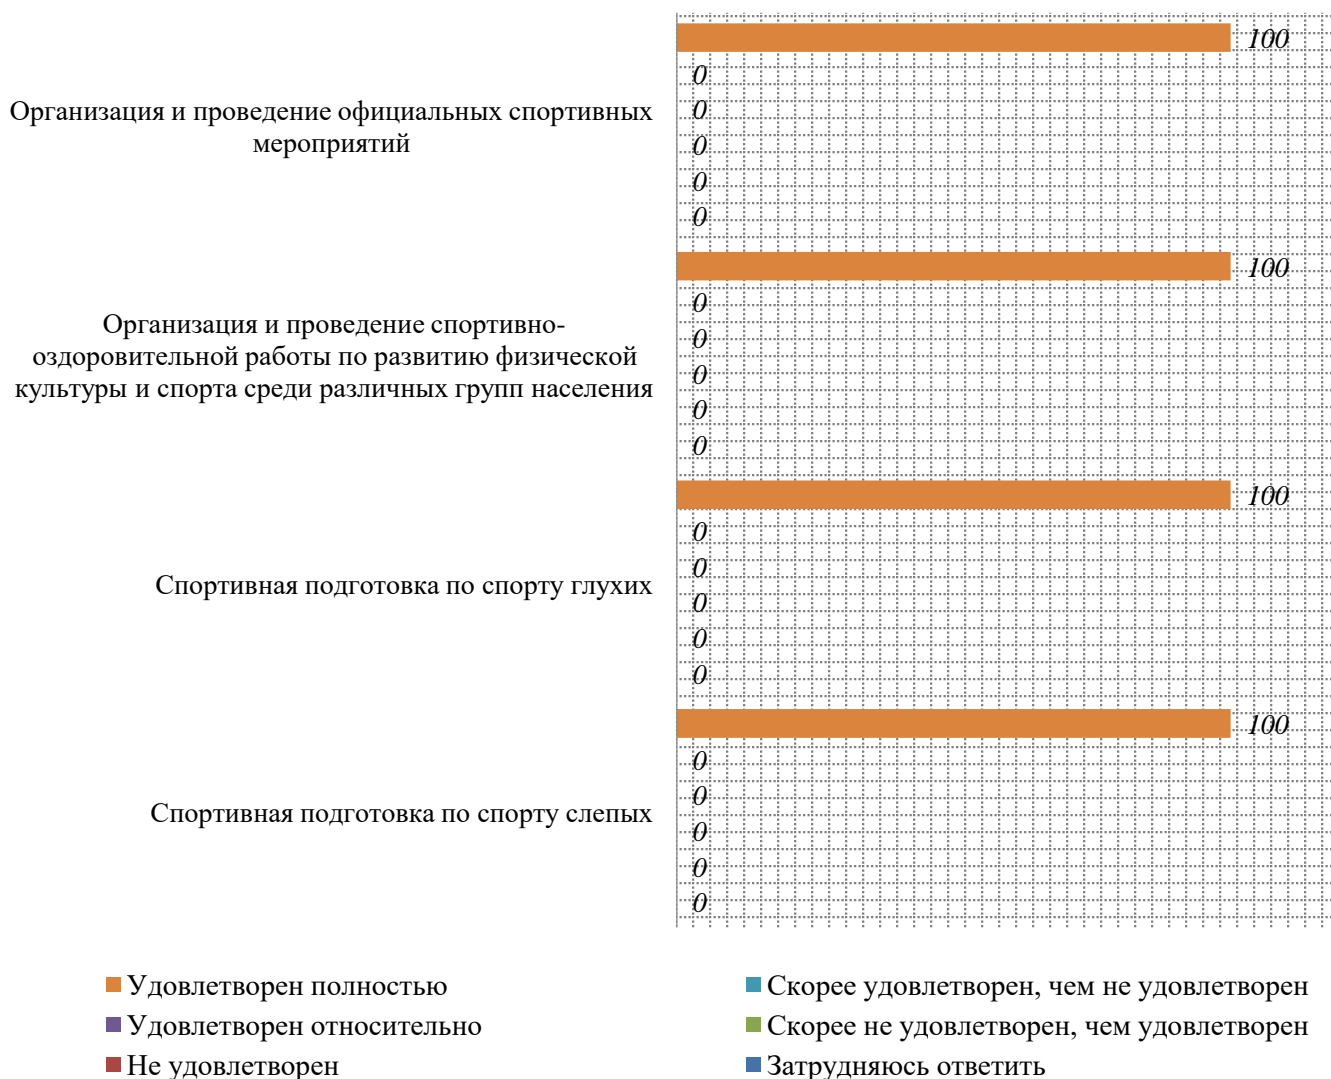 100
0
0
Организация и проведение официальных спортивных
мероприятий
0
0
0
100
0
Организация и проведение спортивно-
оздоровительной работы по развитию физической
культуры и спорта среди различных групп населения
0
0
0
0
100
0
0
Спортивная подготовка по спорту глухих
0
0
0
100
0
0
Спортивная подготовка по спорту слепых
0
0
0
Удовлетворен полностью
Скорее удовлетворен, чем не удовлетворен
Удовлетворен относительно
Скорее не удовлетворен, чем удовлетворен
Не удовлетворен
Затрудняюсь ответить